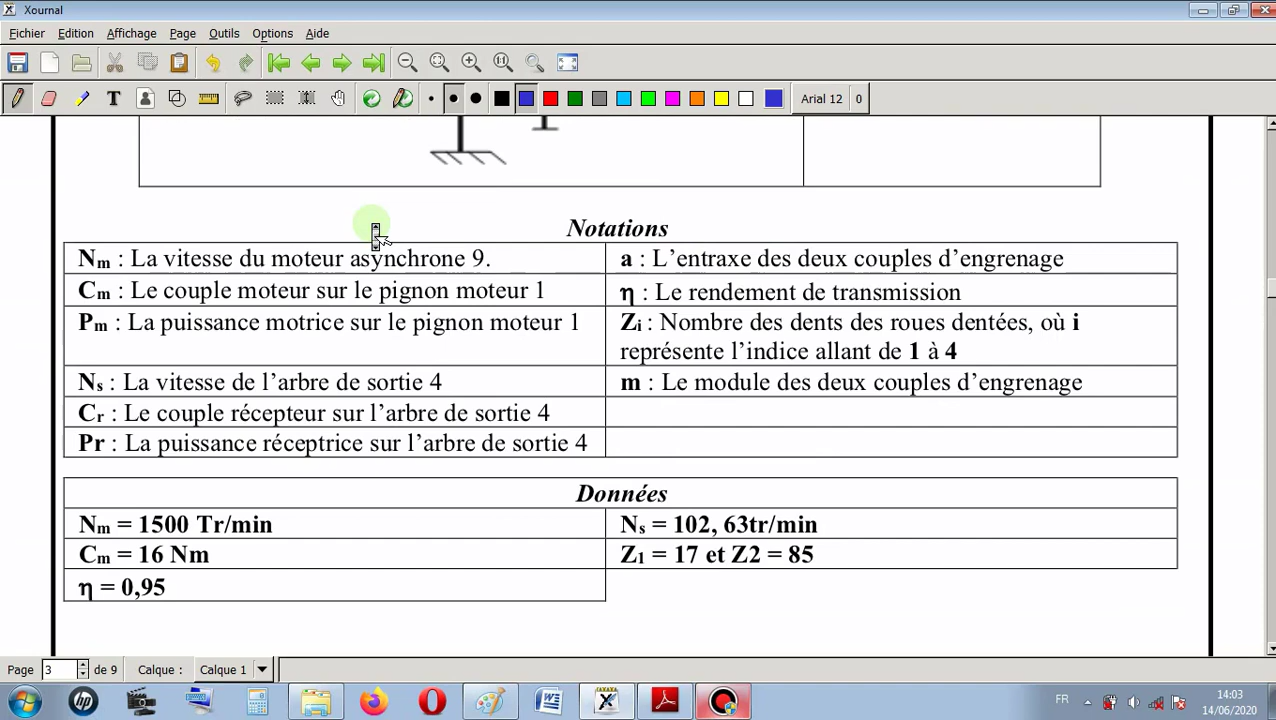 Xournal
Fichier Edition Affichage Page Outils Options Aide
T Arial 12 0
Notations
Nm : La vitesse du moteur asynchrone 9. a : L'entraxe des deux couples d'engrenage
Cm : Le couple moteur sur le pignon moteur 1 η : Le rendement de transmission
Pm : La puissance motrice sur le pignon moteur 1 Zi : Nombre des dents des roues dentées, où i
représente l'indice allant de 1 à 4
Ns : La vitesse de l'arbre de sortie 4 m : Le module des deux couples d'engrenage
Cr : Le couple récepteur sur l'arbre de sortie 4
Pr : La puissance réceptrice sur l'arbre de sortie 4
Données
Nm = 1500 Tr/min Ns = 102, 63tr/min
Cm = 16 Nm Z1 = 17 et Z2 = 85
η = 0,95
Page 3 de 9 Calque : Calque 1
FR 14:03
14/06/2020